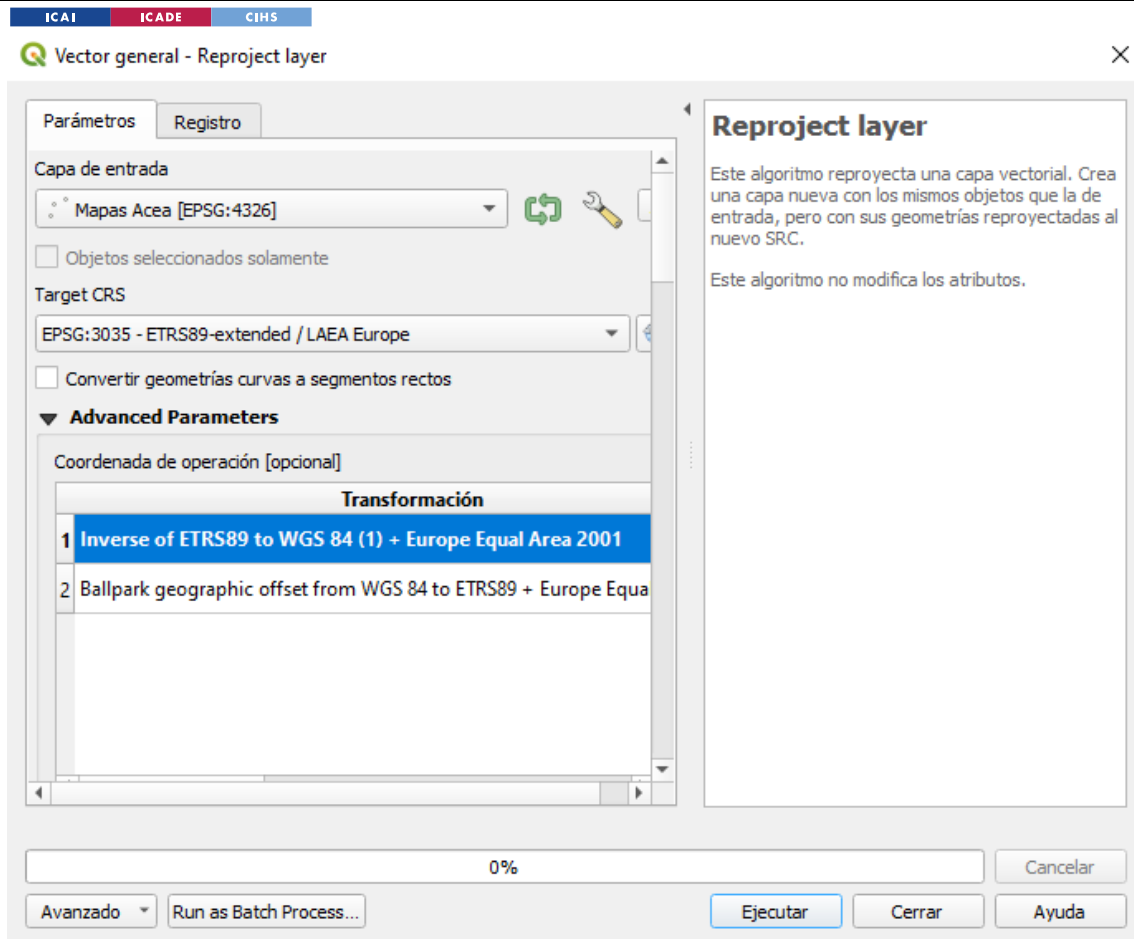 ICAI ICADE CIHS
Vector general - Reproject layer
Parámetros Registro
Capa de entrada
Mapas Acea [EPSG:4326]
Objetos seleccionados solamente
Target CRS
EPSG:3035 - ETRS89-extended / LAEA Europe
Convertir geometrías curvas a segmentos rectos
Advanced Parameters
Coordenada de operación [opcional]
Transformación
1 Inverse of ETRS89 to WGS 84 (1) + Europe Equal Area 2001
2 Ballpark geographic offset from WGS 84 to ETRS89 + Europe Equa
Reproject layer
Este algoritmo reproyecta una capa vectorial. Crea
una capa nueva con los mismos objetos que la de
entrada, pero con sus geometrías reproyectadas al
nuevo SRC.
Este algoritmo no modifica los atributos.
0%
Cancelar
Avanzado Run as Batch Process... Ejecutar Cerrar Ayuda